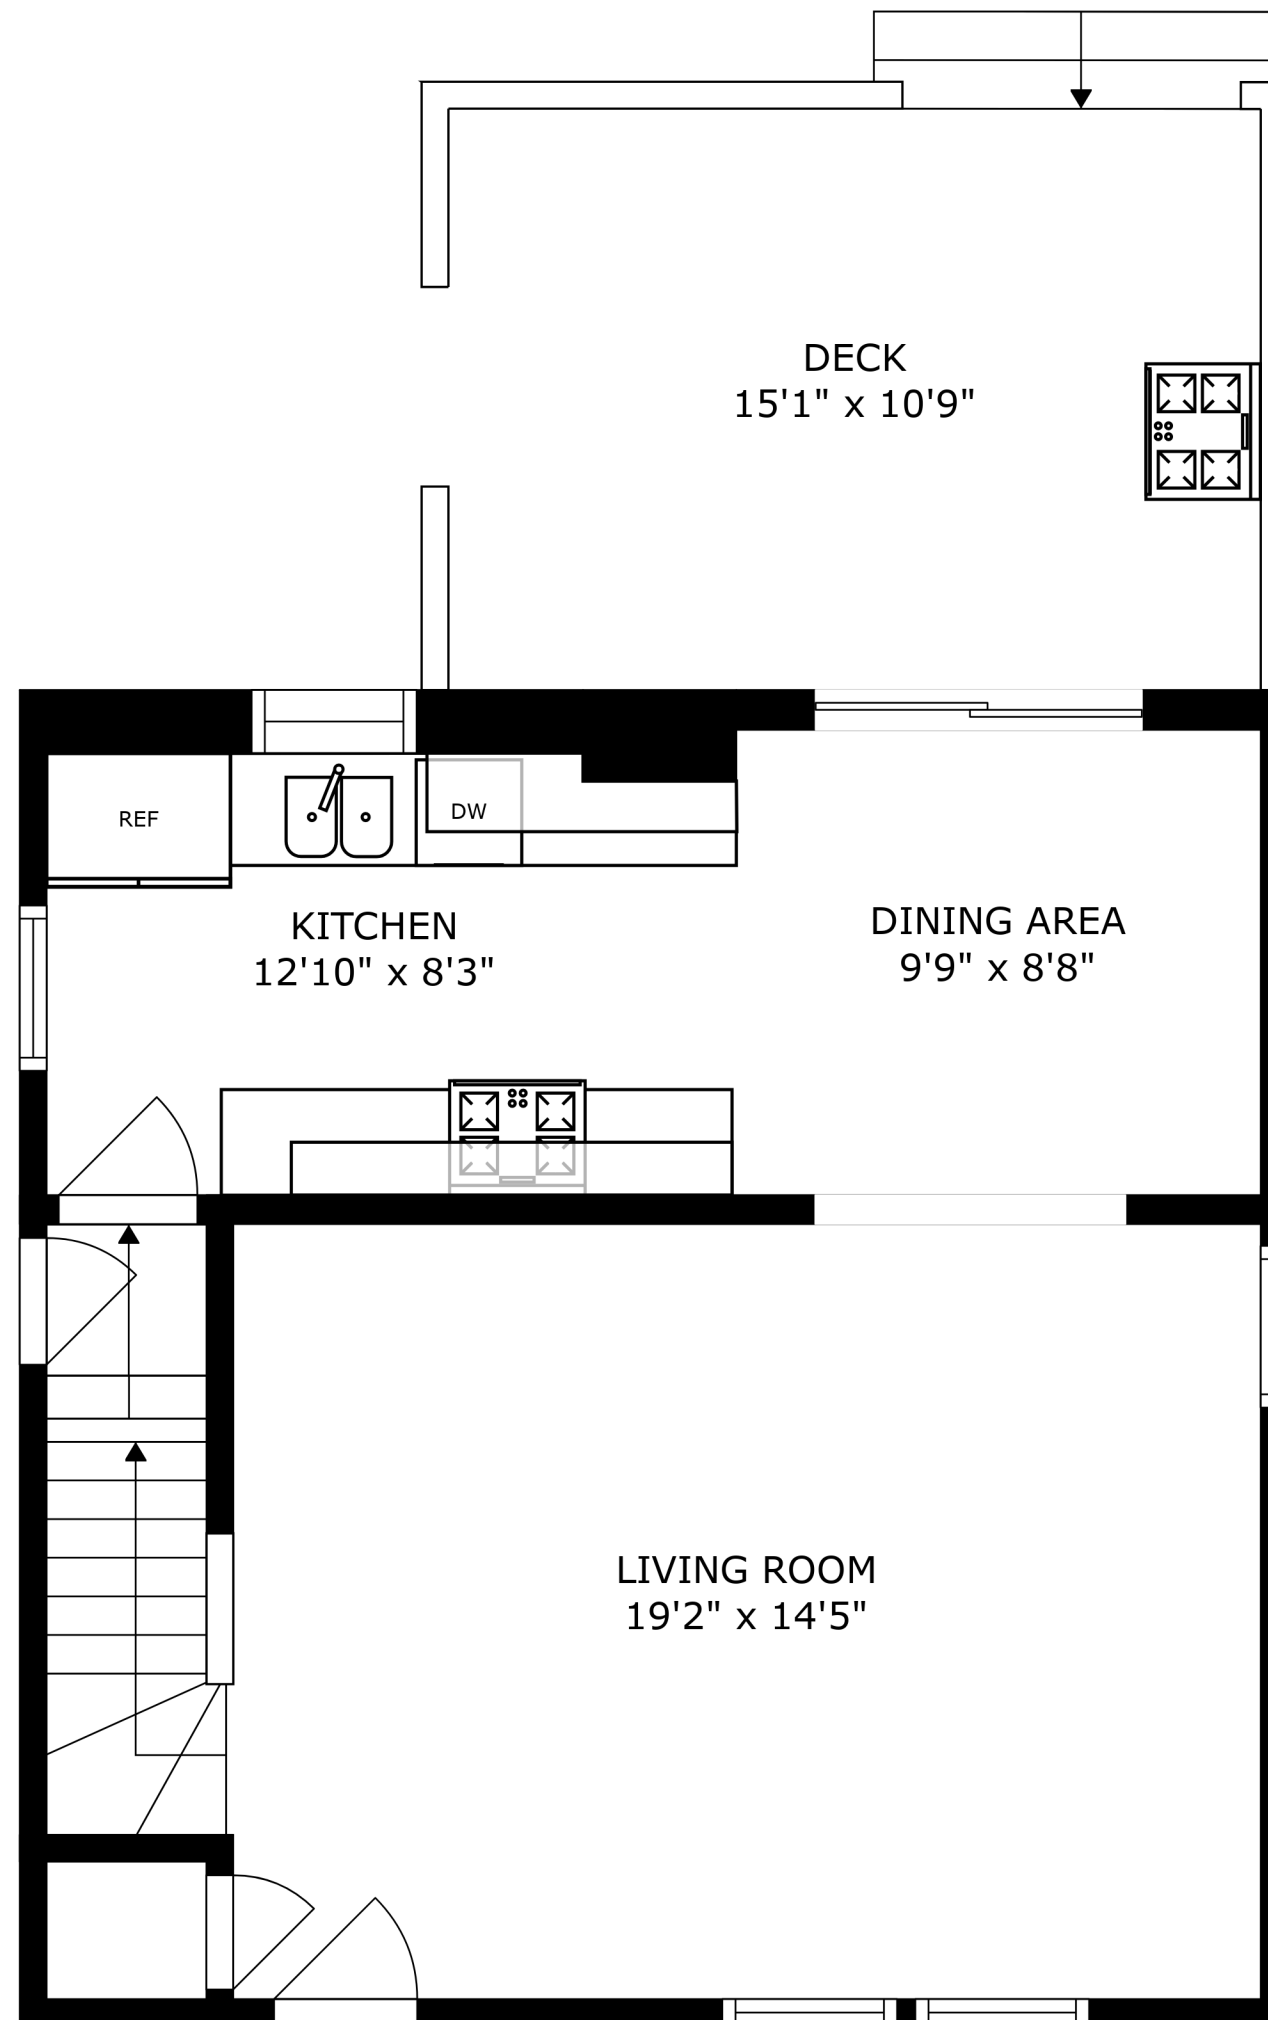 DECK
15'1" x 10'9"
REF
DW
KITCHEN
12'10" x 8'3"
DINING AREA
9'9" x 8'8"
LIVING ROOM
19'2" x 14'5"